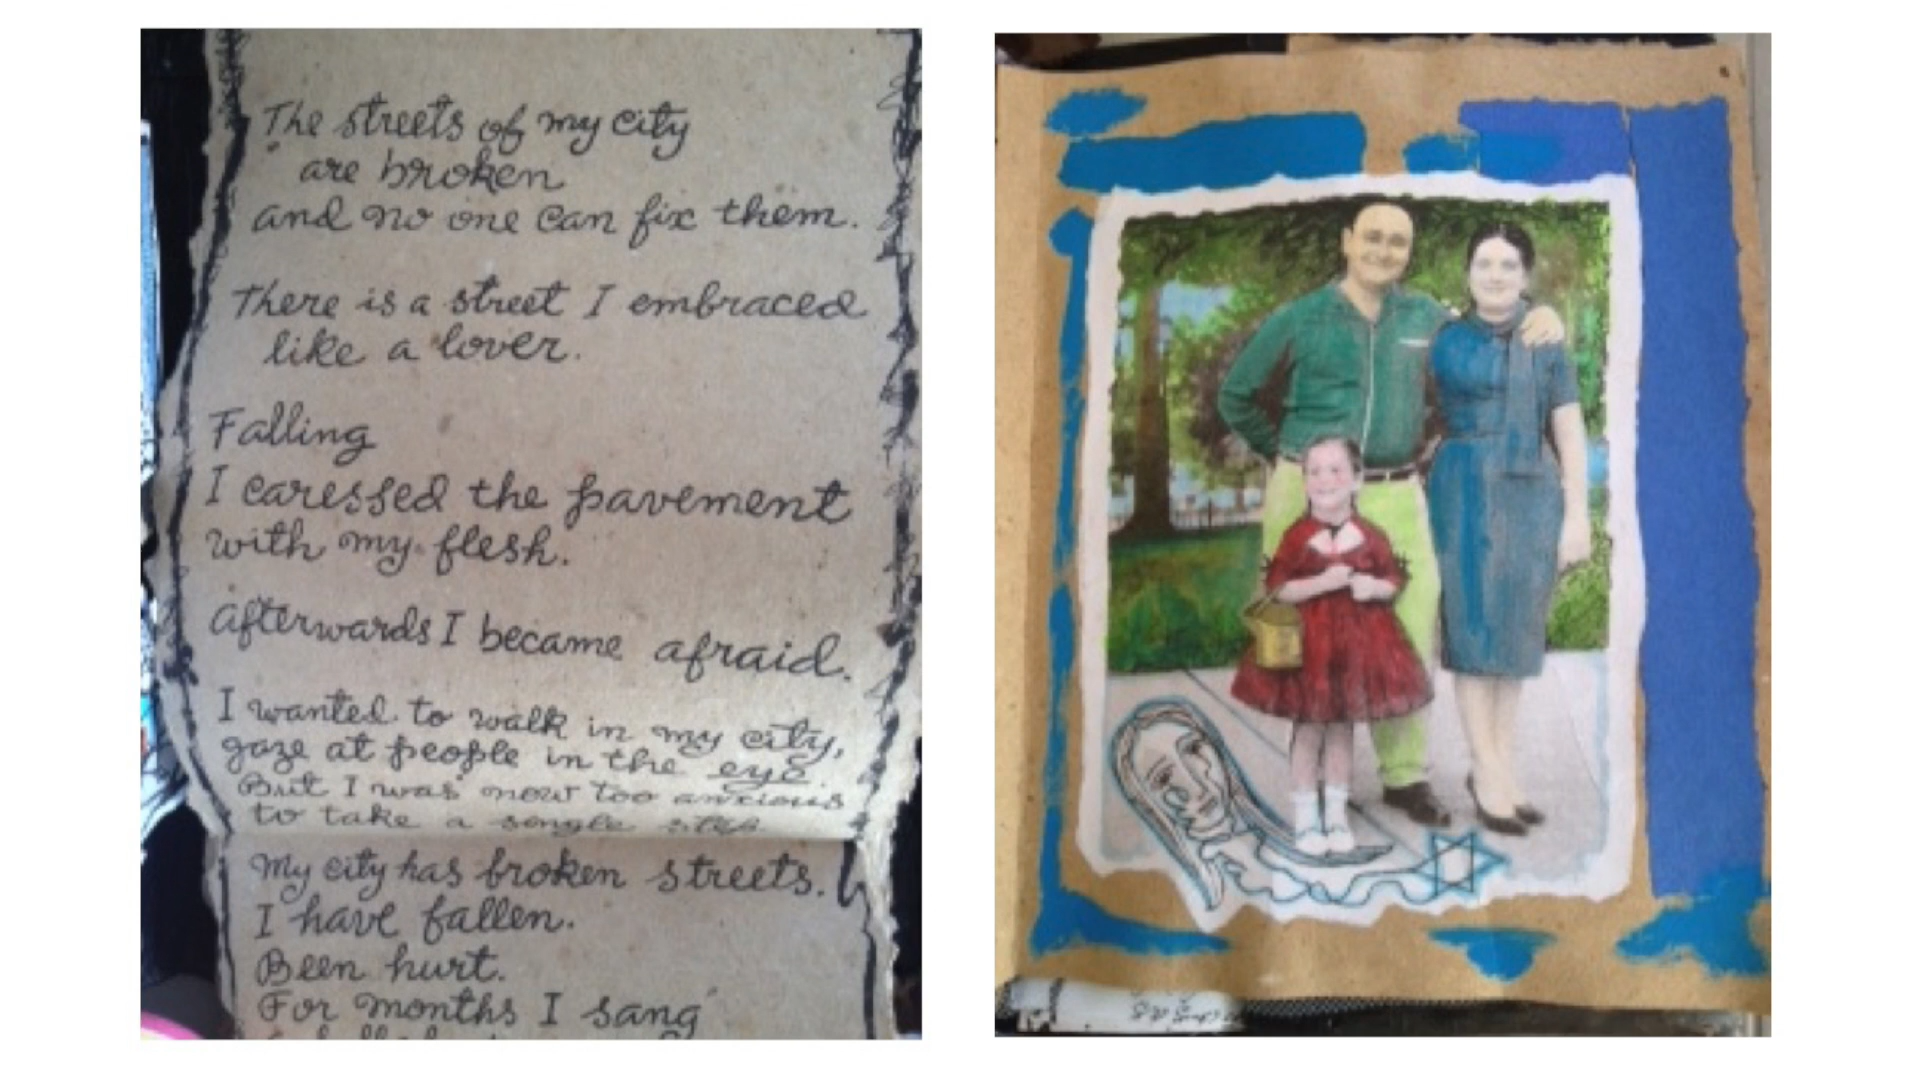 The streets of my city
are broken
and no one can fix them.
There is a street I embraced
like a lover.
Falling
I caressed the pavement
with my flesh.
Afterwards I became afraid.
I wanted to walk in my city,
gaze at people in the eye.
But I was now too anxious
to take a single step.
My city has broken streets.
I have fallen.
Been hurt.
For months I sang